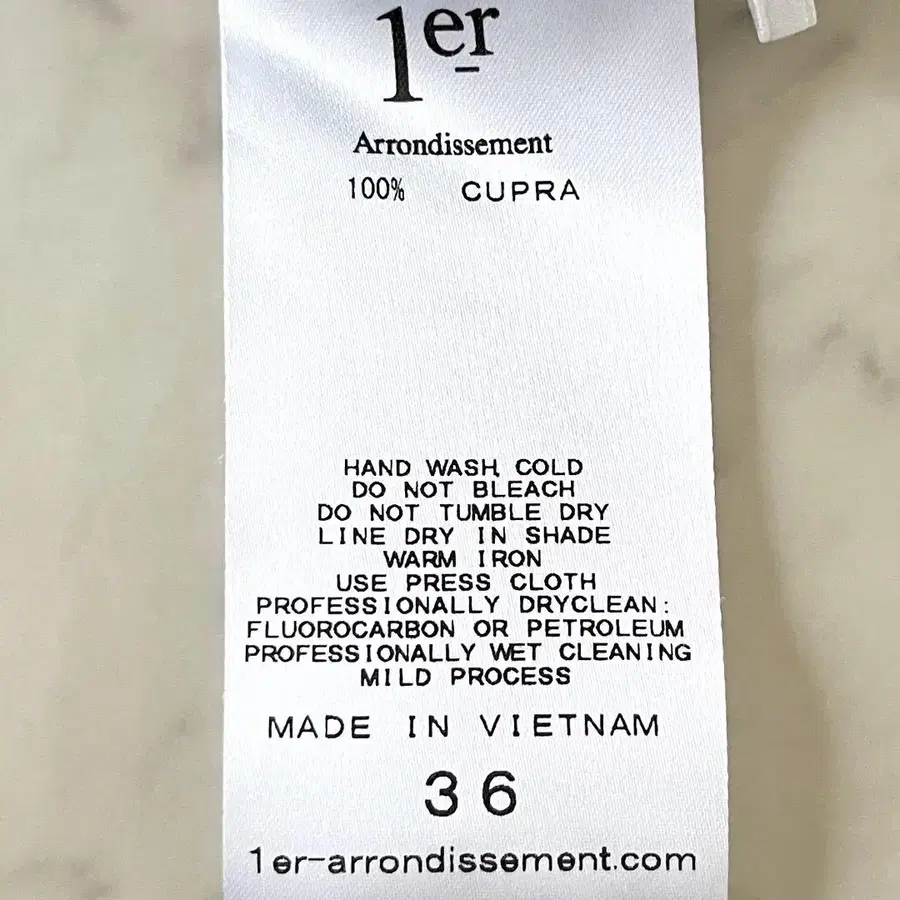 1er
Arrondissement
100% CUPRA
HAND WASH COLD
DO NOT BLEACH
DO NOT TUMBLE DRY
LINE DRY IN SHADE
WARM IRON
USE PRESS CLOTH
PROFESSIONALLY DRYCLEAN:
FLUOROCARBON OR PETROLEUM
PROFESSIONALLY WET CLEANING
MILD PROCESS
MADE IN VIETNAM
36
1er-arrondissement.com